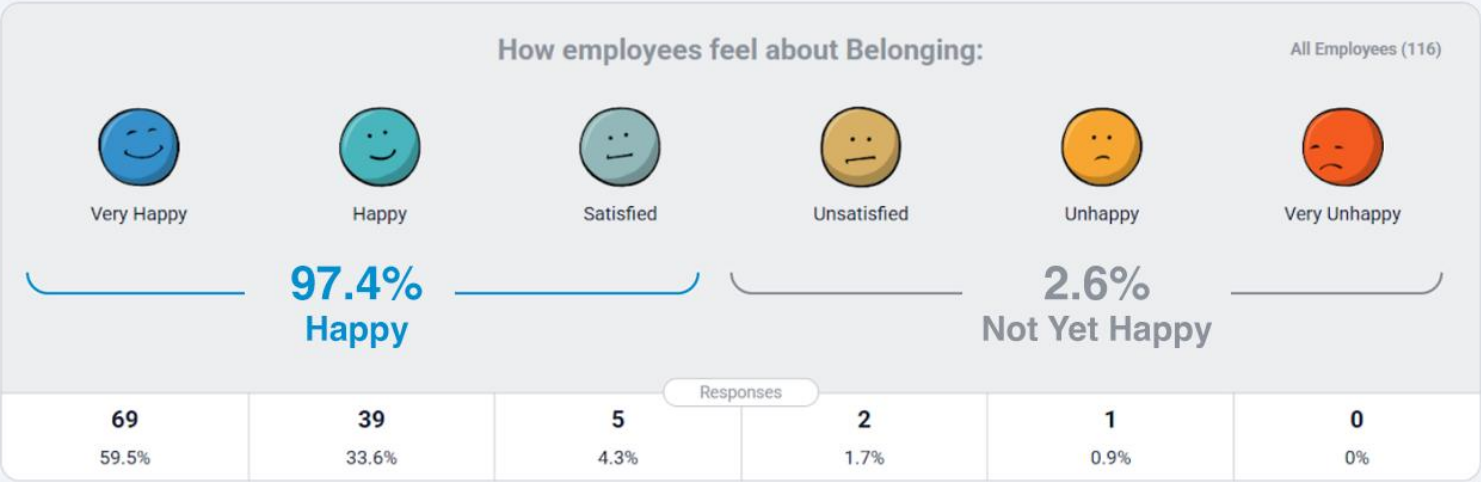 How employees feel about Belonging:
All Employees (116)
Very Happy
Happy
Satisfied
Unsatisfied
Unhappy
Very Unhappy
97.4%
Happy
2.6%
Not Yet Happy
Responses
69
39
5
2
1
0
59.5%
33.6%
4.3%
1.7%
0.9%
0%